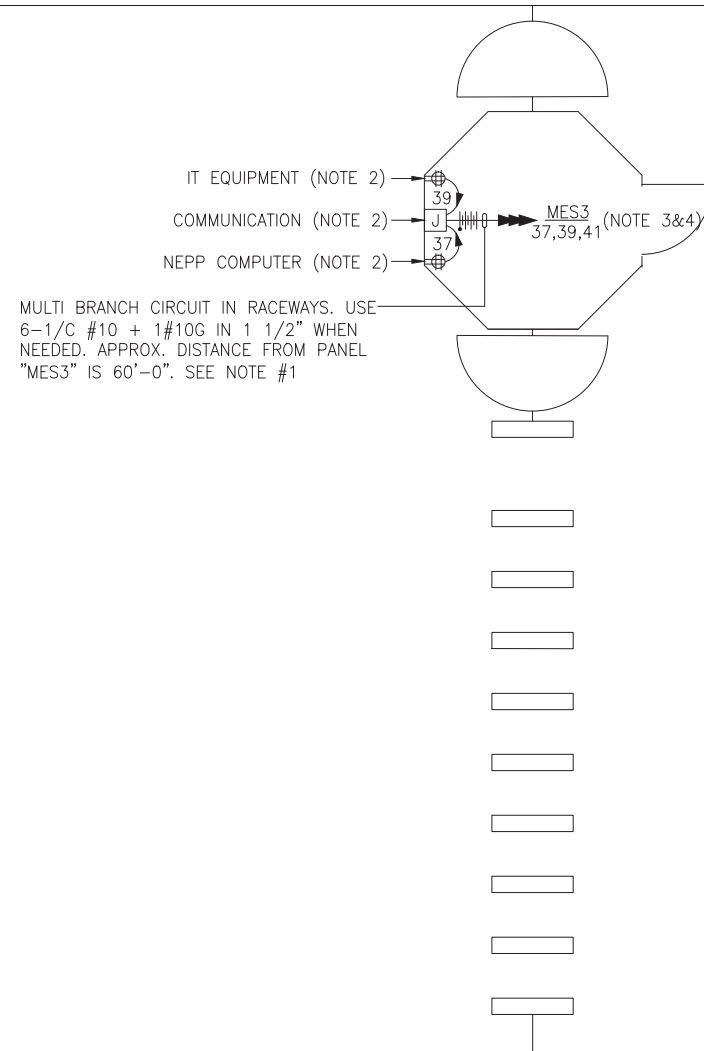 IT EQUIPMENT (NOTE 2)
39
COMMUNICATION (NOTE 2)
J
MES3
37,39,41
(NOTE 3&4)
37
NEPP COMPUTER (NOTE 2)
MULTI BRANCH CIRCUIT IN RACEWAYS. USE
6-1/C #10 + 1#10G IN 1 1/2" WHEN
NEEDED. APPROX. DISTANCE FROM PANEL
"MES3" IS 60'-0". SEE NOTE #1